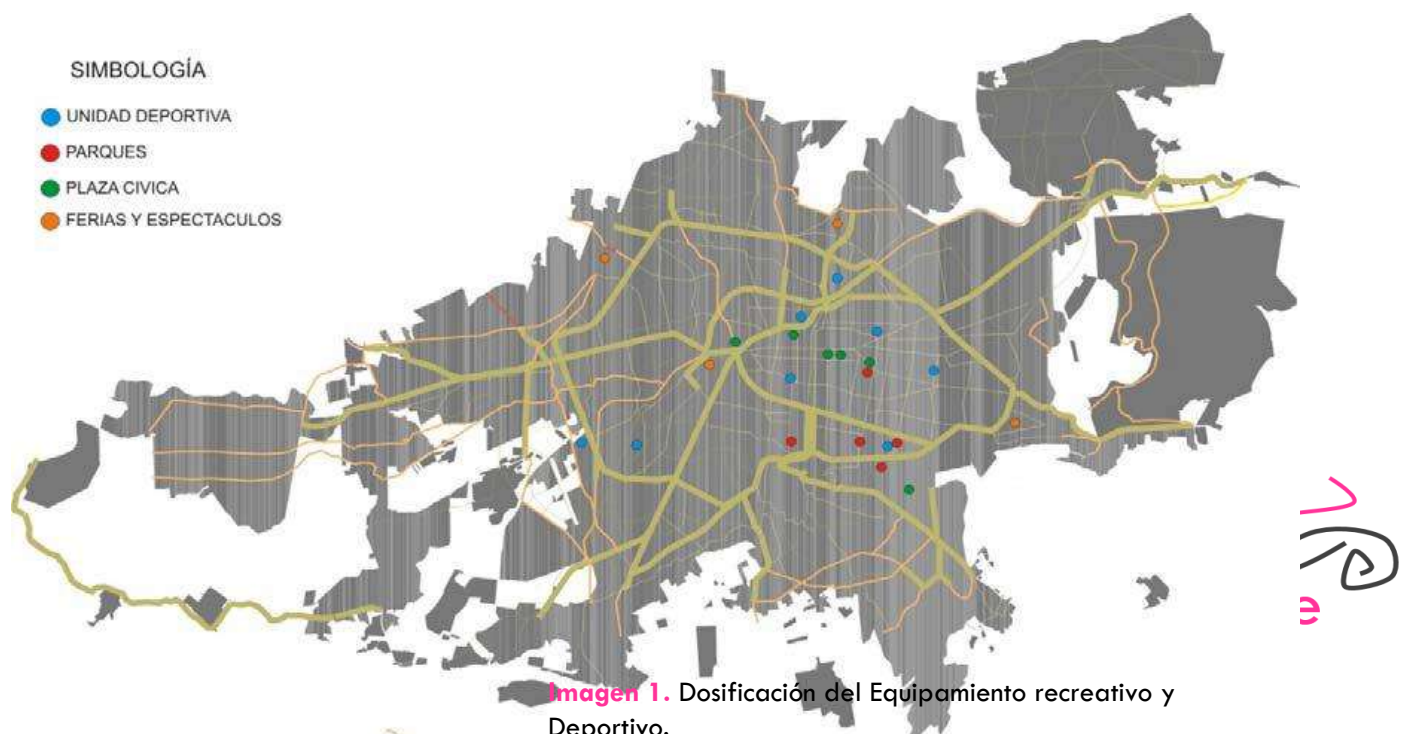 SIMBOLOGÍA
UNIDAD DEPORTIVA
PARQUES
PLAZA CIVICA
FERIAS Y ESPECTACULOS
e
Imagen 1. Dosificación del Equipamiento recreativo y
Deportivo.